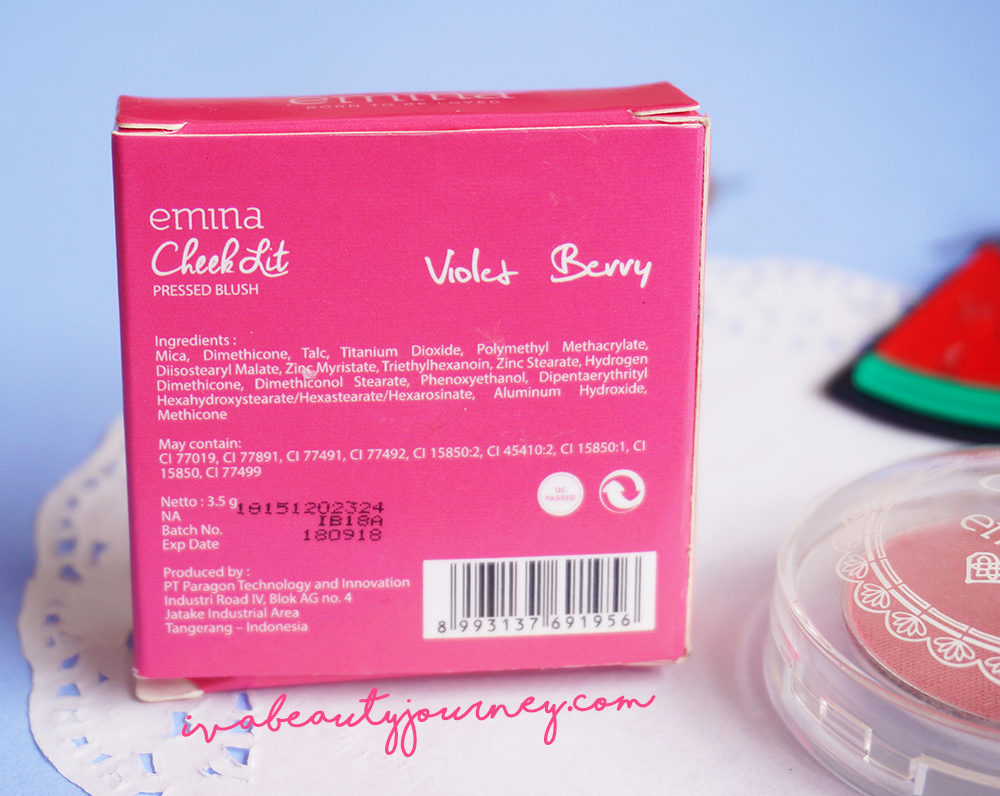 emina
BORN TO BE LOVED
emina
Cheek Lit
PRESSED BLUSH
Violet Berry
Ingredients :
Mica, Dimethicone, Talc, Titanium Dioxide, Polymethyl Methacrylate,
Diisostearyl Malate, Zinc Myristate, Triethylhexanoin, Zinc Stearate, Hydrogen
Dimethicone, Dimethiconol Stearate, Phenoxyethanol, Dipentaerythrityl
Hexahydroxystearate/Hexastearate/Hexarosinate, Aluminum Hydroxide,
Methicone
May contain:
CI 77019, CI 77891, CI 77491, CI 77492, CI 15850:2, CI 45410:2, CI 15850:1, CI
15850, CI 77499
Netto : 3.5 g
NA 18151202324
Batch No. IB18A
Exp Date 180918
QC
PASSED
Produced by :
PT Paragon Technology and Innovation
Industri Road IV, Blok AG no. 4
Jatake Industrial Area
Tangerang – Indonesia
8 993137 691956
ivabeautyjourney.com